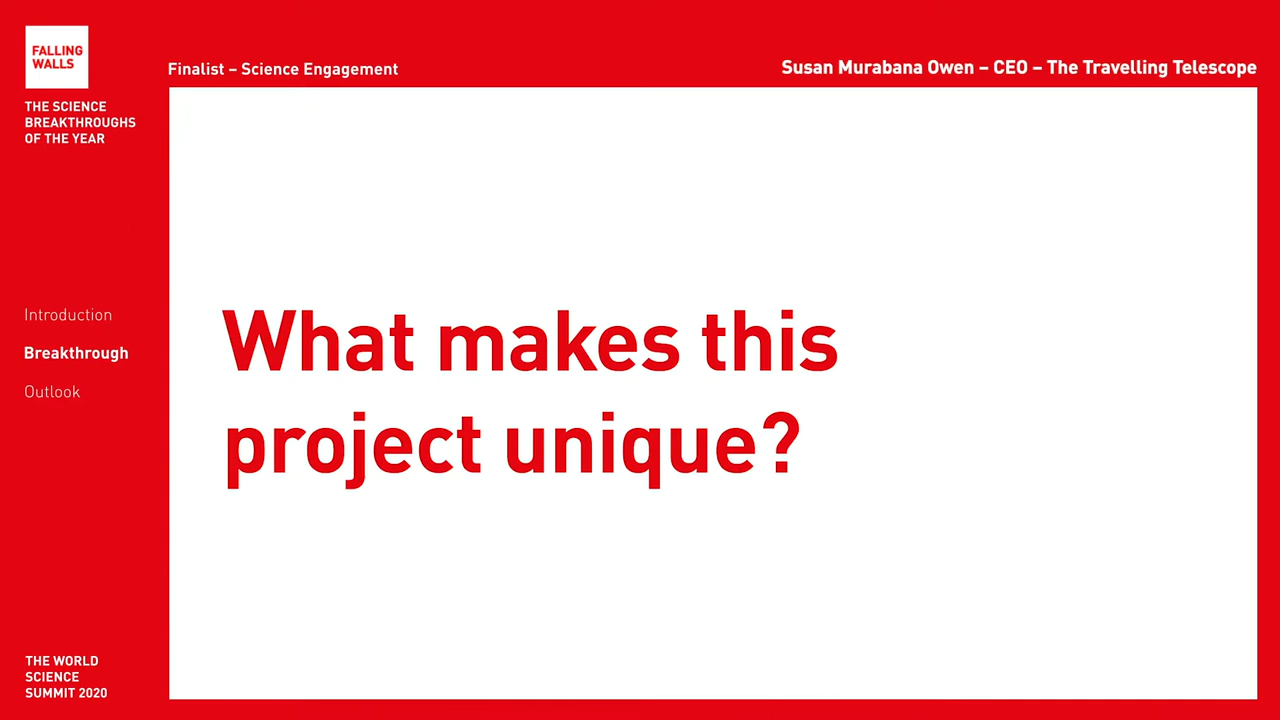 FALLING
WALLS
THE SCIENCE
BREAKTHROUGHS
OF THE YEAR
Finalist – Science Engagement
Susan Murabana Owen – CEO – The Travelling Telescope
Introduction
Breakthrough
Outlook
What makes this
project unique?
THE WORLD
SCIENCE
SUMMIT 2020